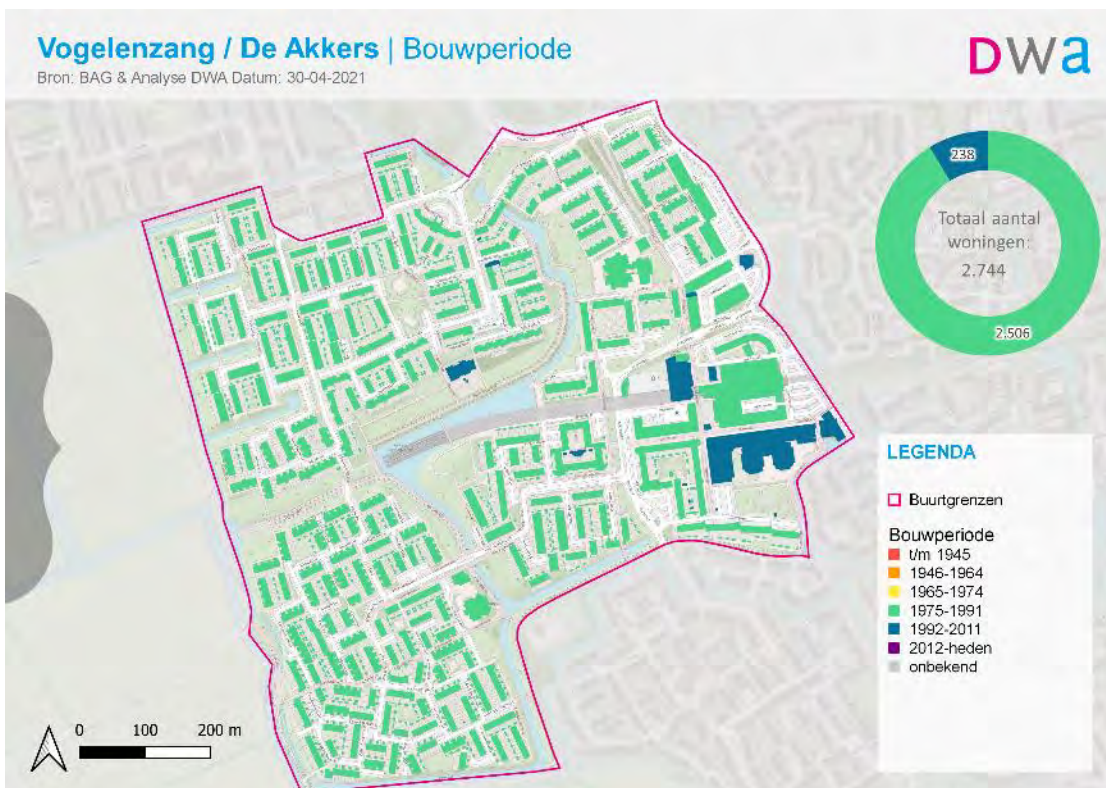 Vogelenzang / De Akkers | Bouwperiode
Bron: BAG & Analyse DWA Datum: 30-04-2021
DWa
238
Totaal aantal
woningen:
2.744
2.506
LEGENDA
Buurtgrenzen
Bouwperiode
t/m 1945
1946-1964
1965-1974
1975-1991
1992-2011
2012-heden
onbekend
0 100 200 m